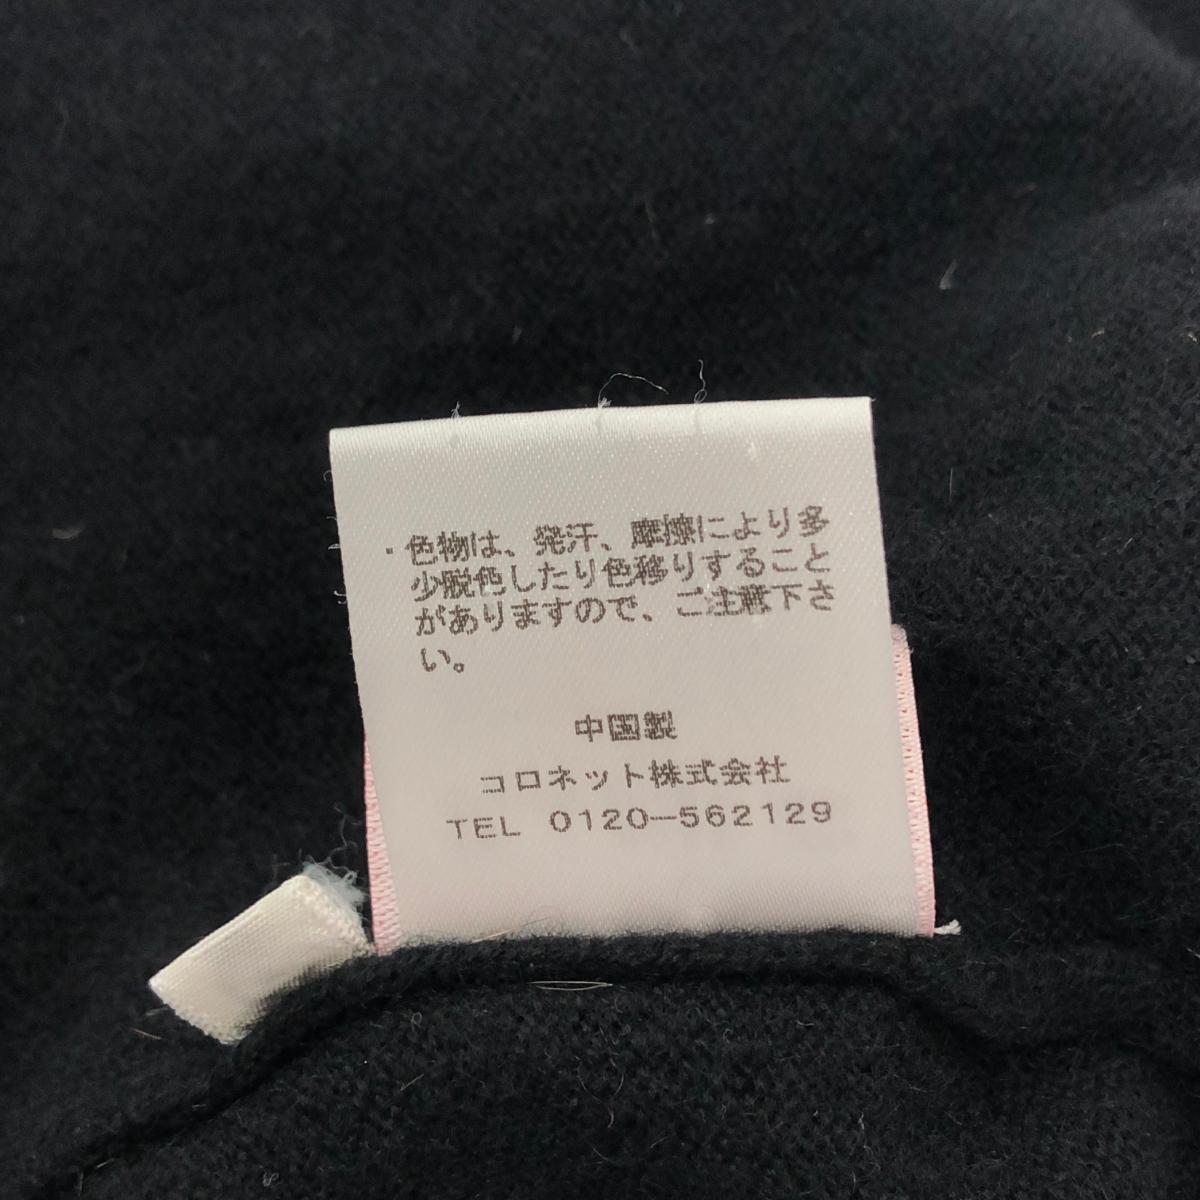 ・色物は、発汗、摩擦により多
少脱色したり色移りすること
がありますので、ご注意下さ
い。
中国製
コロネット株式会社
TEL 0120-562129